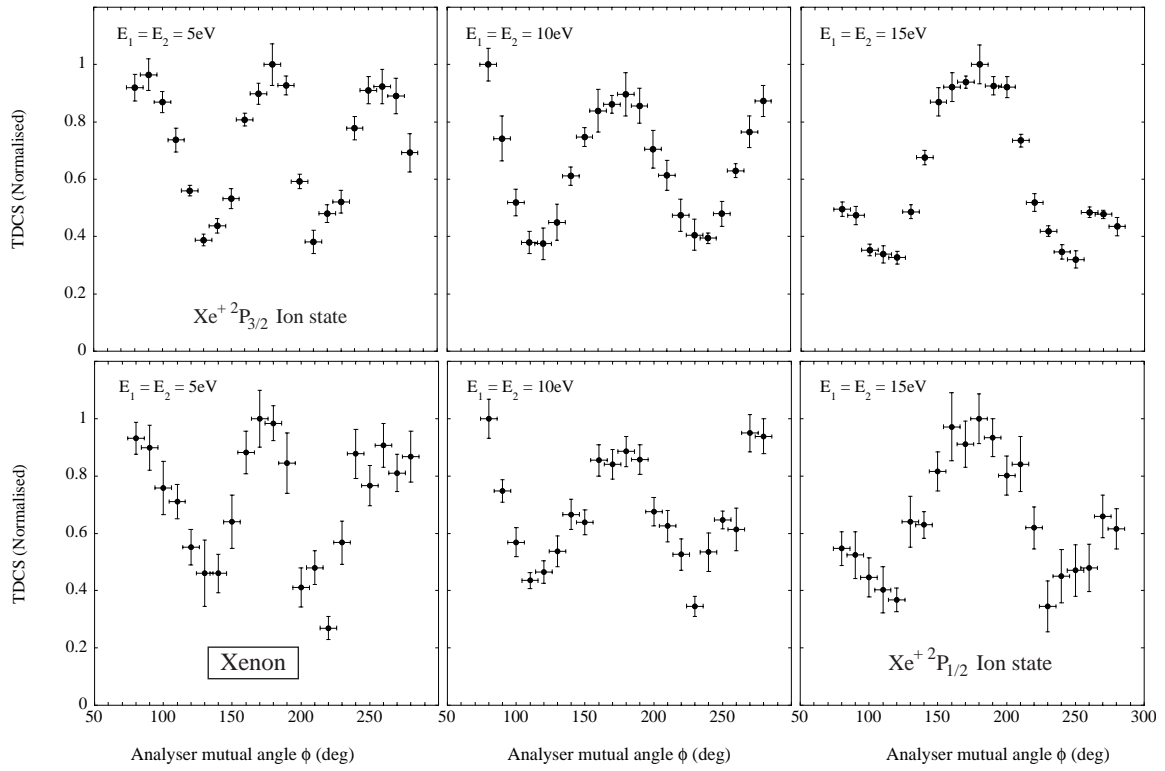 E₁ = E₂ = 5eV
E₁ = E₂ = 10eV
E₁ = E₂ = 15eV
1
0.8
0.6
0.4
0.2
0
TDCS (Normalised)
Xe⁺ ²P₃/₂ Ion state
E₁ = E₂ = 5eV
E₁ = E₂ = 10eV
E₁ = E₂ = 15eV
1
0.8
0.6
0.4
0.2
0
TDCS (Normalised)
Xenon
Xe⁺ ²P₁/₂ Ion state
50 100 150 200 250 50 100 150 200 250 50 100 150 200 250 300
Analyser mutual angle ϕ (deg) Analyser mutual angle ϕ (deg) Analyser mutual angle ϕ (deg)